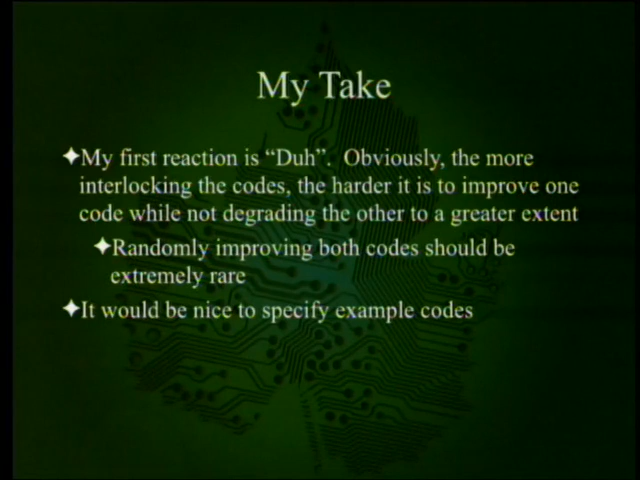 My Take
✦My first reaction is “Duh”. Obviously, the more
interlocking the codes, the harder it is to improve one
code while not degrading the other to a greater extent
✦Randomly improving both codes should be
extremely rare
✦It would be nice to specify example codes